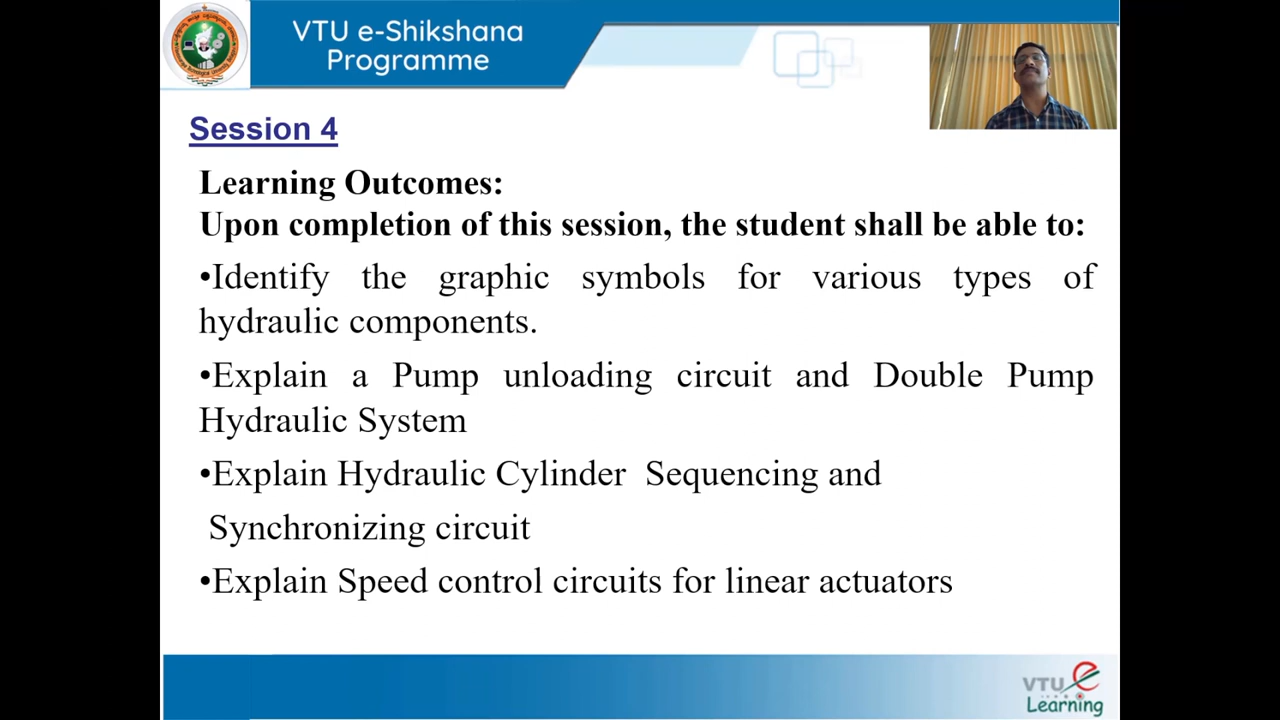 VTU e-Shikshana
Programme
Session 4
Learning Outcomes:
Upon completion of this session, the student shall be able to:
•Identify the graphic symbols for various types of
hydraulic components.
•Explain a Pump unloading circuit and Double Pump
Hydraulic System
•Explain Hydraulic Cylinder Sequencing and
Synchronizing circuit
•Explain Speed control circuits for linear actuators
VTU e
Learning